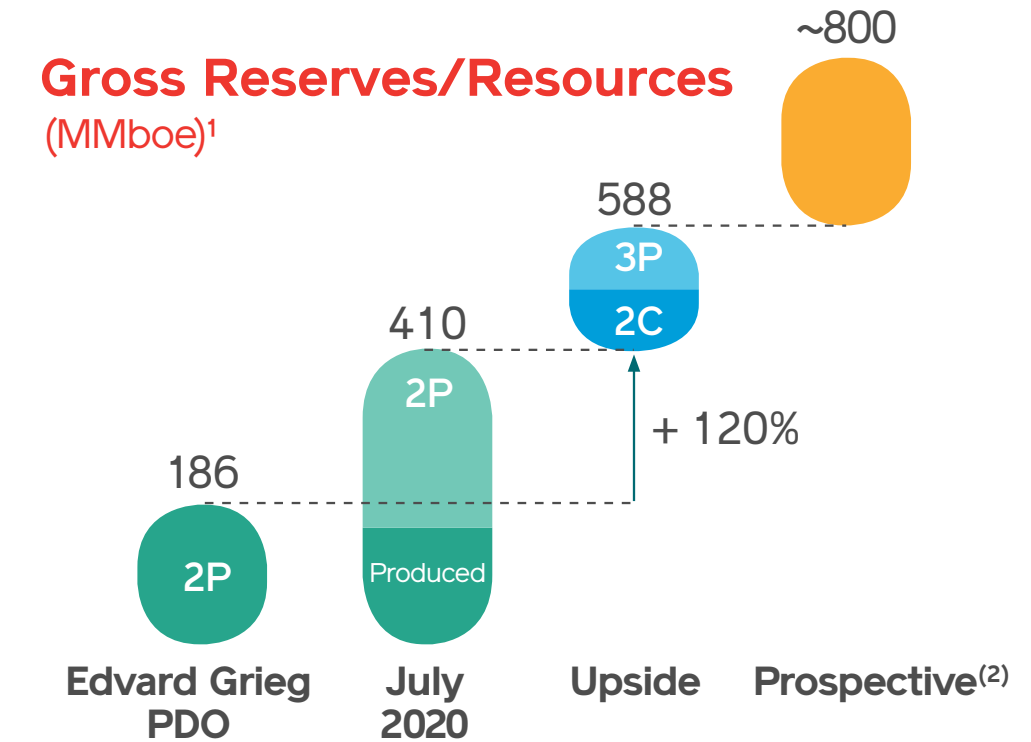 ~800
Gross Reserves/Resources
(MMboe)¹
588
3P
2C
410
2P
+ 120%
186
2P
Produced
Edvard Grieg
PDO
July
2020
Upside
Prospective⁽²⁾